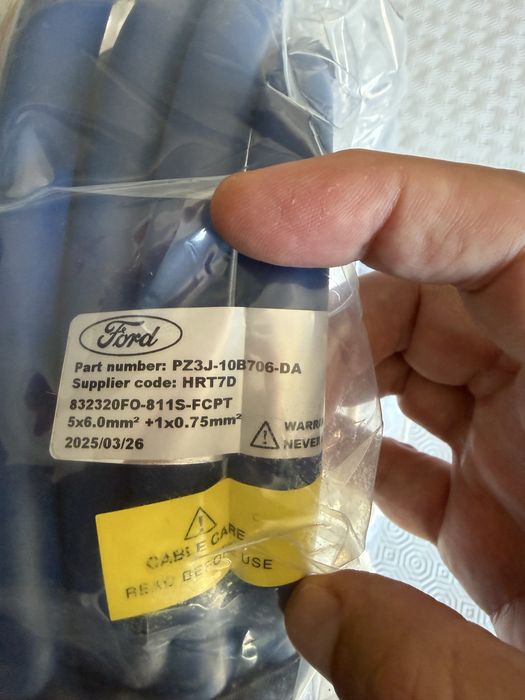 Ford
Part number: PZ3J-10B706-DA
Supplier code: HRT7D
832320FO-811S-FCPT
5x6.0mm² +1x0.75mm²
2025/03/26
NEVER
CABLE CARE
READ BEFORE USE